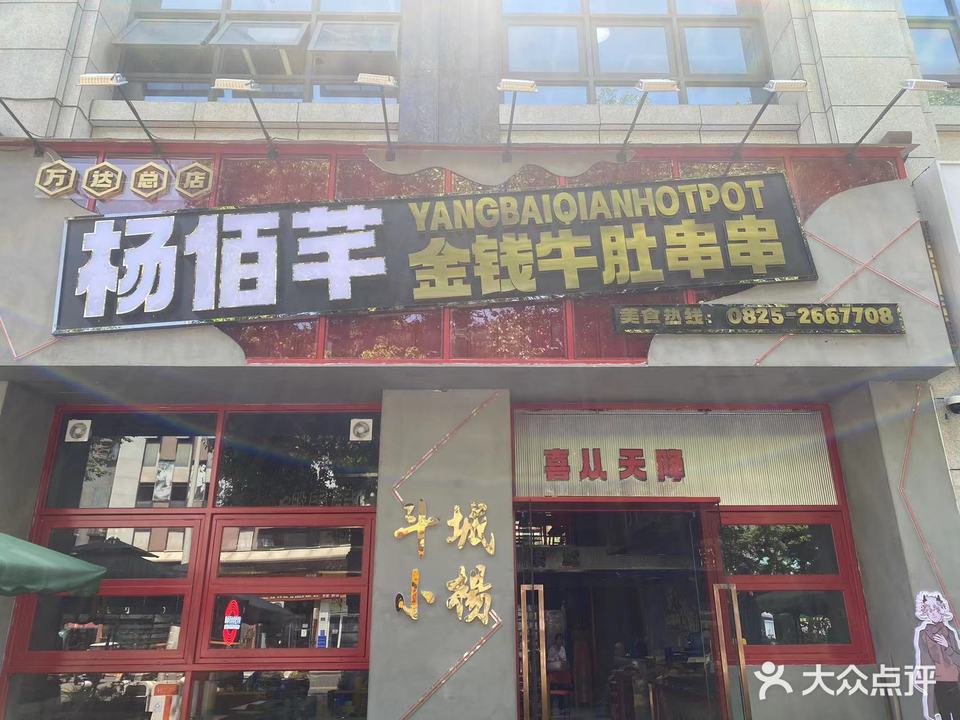 万达总店
杨佰芊
YANGBAIQIANHOTPOT
金钱牛肚串串
美食热线：0825-2667708
喜从天降
斗城
小杨
大众点评